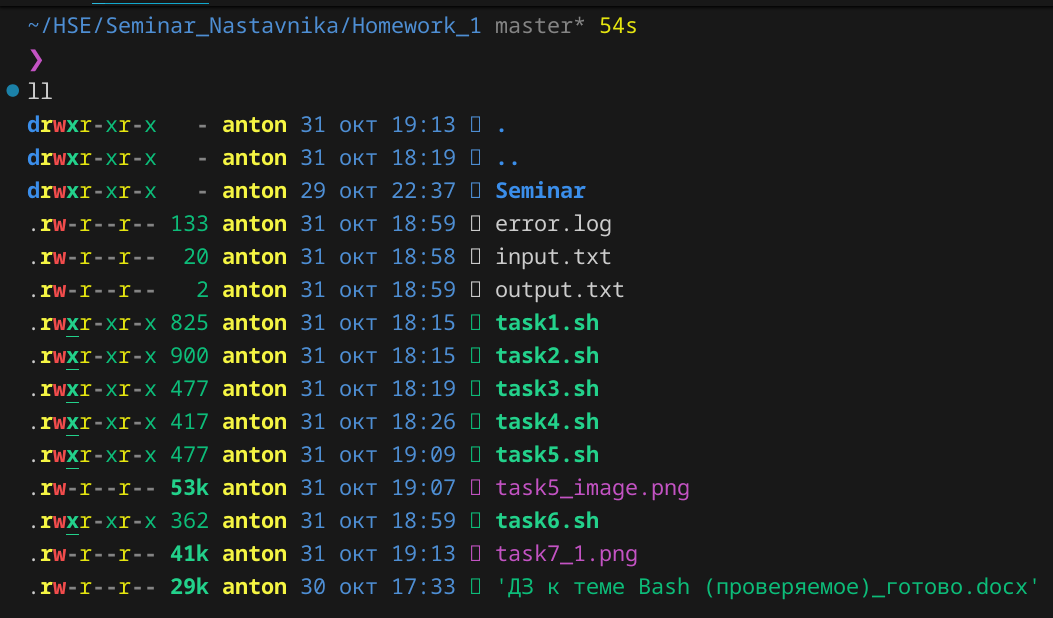 ~/HSE/Seminar_Nastavnika/Homework_1 master* 54s
❯
ll
drwxr-xr-x - anton 31 окт 19:13 .
drwxr-xr-x - anton 31 окт 18:19 ..
drwxr-xr-x - anton 29 окт 22:37 Seminar
.rw-r--r-- 133 anton 31 окт 18:59 error.log
.rw-r--r-- 20 anton 31 окт 18:58 input.txt
.rw-r--r-- 2 anton 31 окт 18:59 output.txt
.rwxr-xr-x 825 anton 31 окт 18:15 task1.sh
.rwxr-xr-x 900 anton 31 окт 18:15 task2.sh
.rwxr-xr-x 477 anton 31 окт 18:19 task3.sh
.rwxr-xr-x 417 anton 31 окт 18:26 task4.sh
.rwxr-xr-x 477 anton 31 окт 19:09 task5.sh
.rw-r--r-- 53k anton 31 окт 19:07 task5_image.png
.rwxr-xr-x 362 anton 31 окт 18:59 task6.sh
.rw-r--r-- 41k anton 31 окт 19:13 task7_1.png
.rw-r--r-- 29k anton 30 окт 17:33 'ДЗ к теме Bash (проверяемое)_готово.docx'